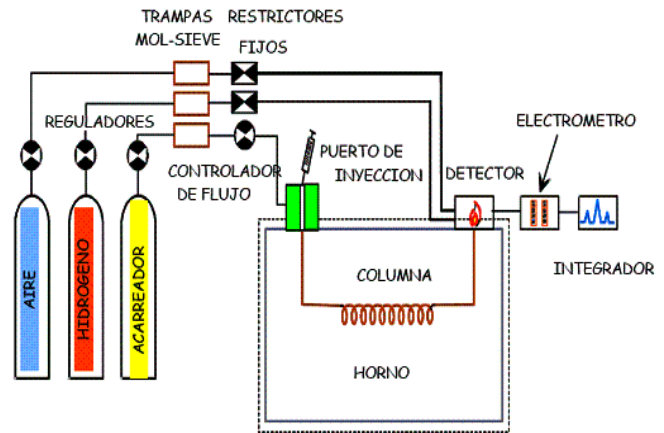 TRAMPAS
MOL-SIEVE
RESTRICTORES
FIJOS
REGULADORES
CONTROLADOR
DE FLUJO
PUERTO DE
INYECCION
DETECTOR
ELECTROMETRO
INTEGRADOR
COLUMNA
HORNO
AIRE
HIDROGENO
ACARREADOR